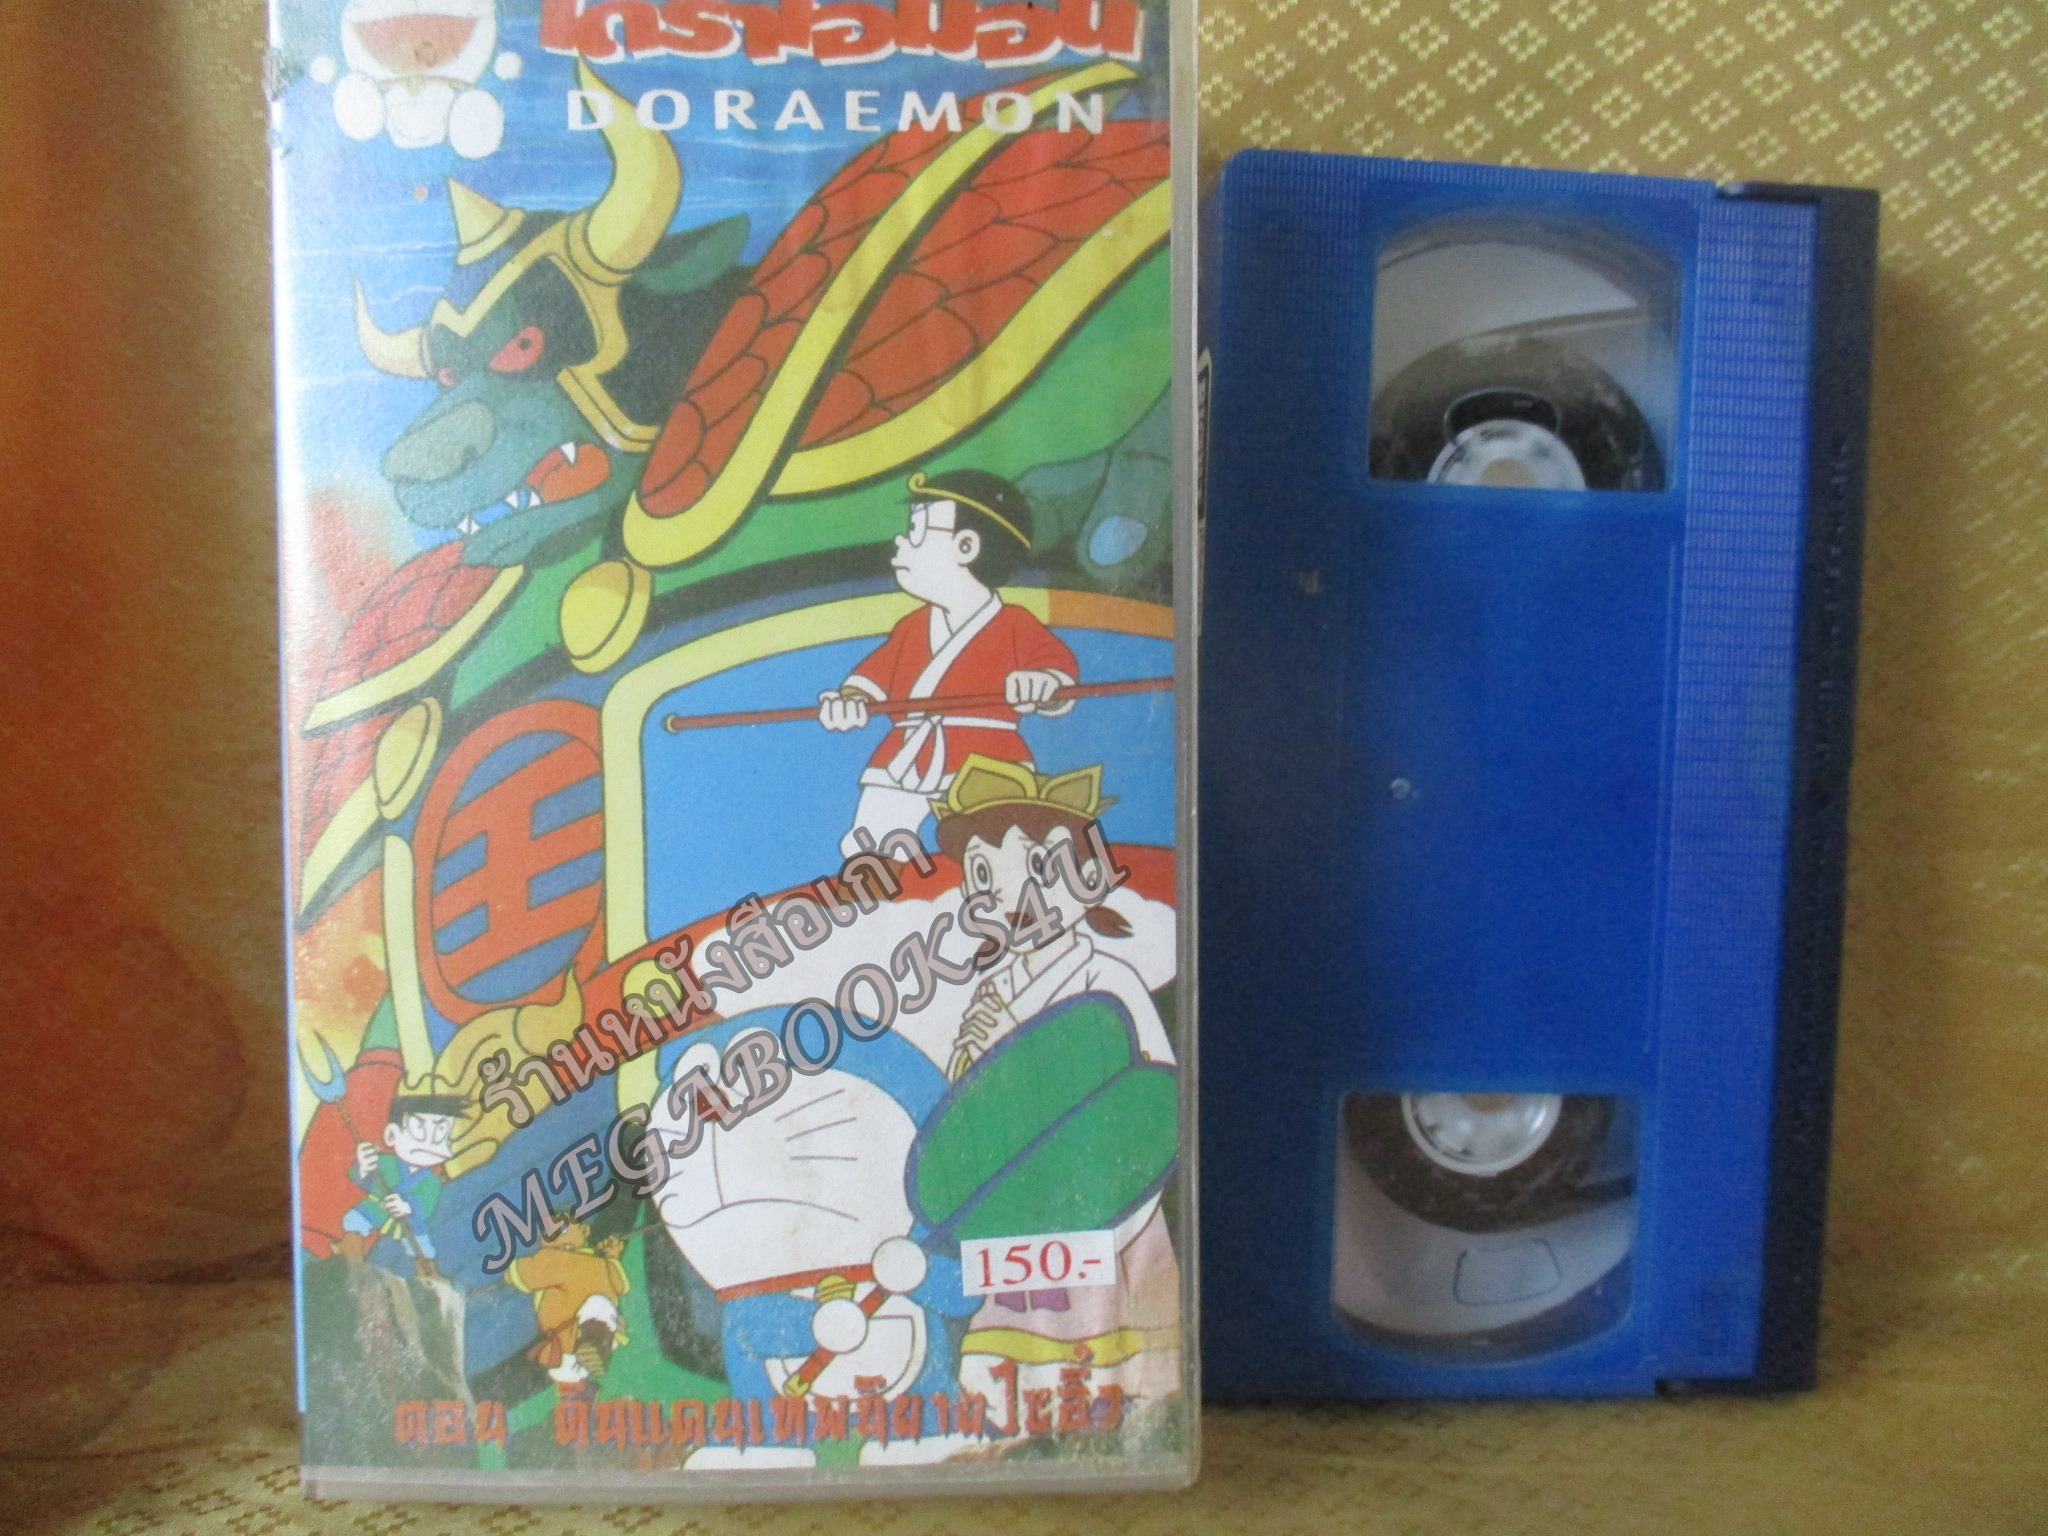 โดราเอมอน
DORAEMON
王
ร้านหนังสือเก่า
MEGABOOKS4U
150.-
ตอน ดินแดนเทพนิยายไซอิ๋ว